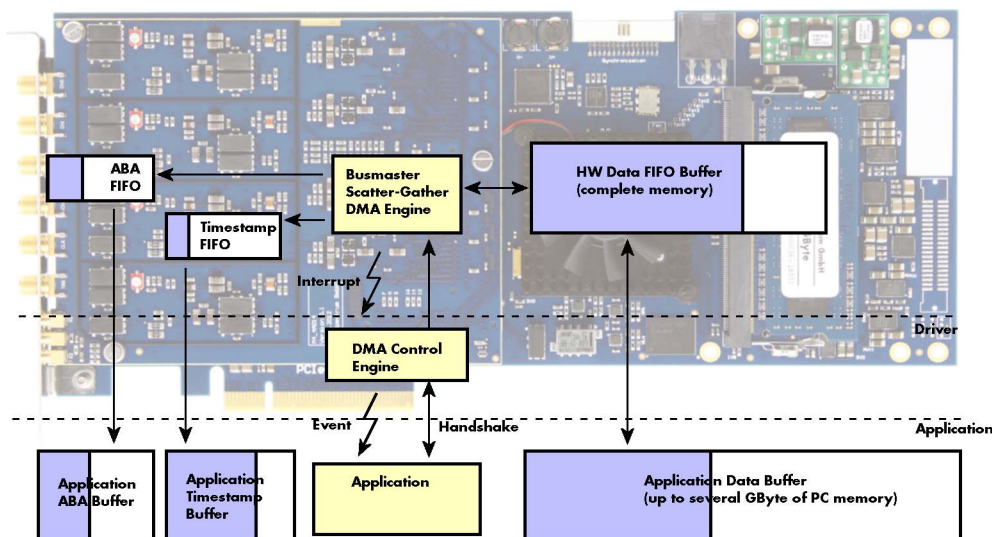 Synchronization
ABA
FIFO
Busmaster
Scatter-Gather
DMA Engine
HW Data FIFO Buffer
(complete memory)
Timestamp
FIFO
Interrupt
Driver
DMA Control
Engine
PCI
Event
Handshake
Application
Application
ABA Buffer
Application
Timestamp
Buffer
Application
Application Data Buffer
(up to several GByte of PC memory)